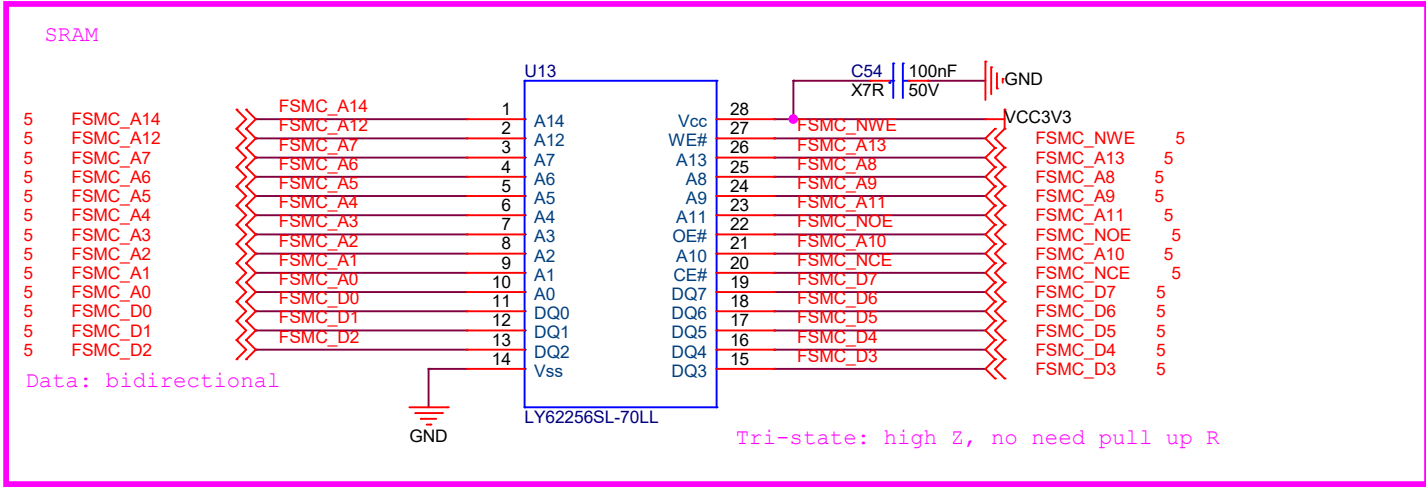 SRAM
U13
C54 100nF
X7R 50V
GND
5 FSMC_A14 FSMC_A14 1 A14 Vcc 28 VCC3V3
5 FSMC_A12 FSMC_A12 2 A12 WE# 27 FSMC_NWE FSMC_NWE 5
5 FSMC_A7 FSMC_A7 3 A7 A13 26 FSMC_A13 FSMC_A13 5
5 FSMC_A6 FSMC_A6 4 A6 A8 25 FSMC_A8 FSMC_A8 5
5 FSMC_A5 FSMC_A5 5 A5 A9 24 FSMC_A9 FSMC_A9 5
5 FSMC_A4 FSMC_A4 6 A4 A11 23 FSMC_A11 FSMC_A11 5
5 FSMC_A3 FSMC_A3 7 A3 OE# 22 FSMC_NOE FSMC_NOE 5
5 FSMC_A2 FSMC_A2 8 A2 A10 21 FSMC_A10 FSMC_A10 5
5 FSMC_A1 FSMC_A1 9 A1 CE# 20 FSMC_NCE FSMC_NCE 5
5 FSMC_A0 FSMC_A0 10 A0 DQ7 19 FSMC_D7 FSMC_D7 5
5 FSMC_D0 FSMC_D0 11 DQ0 DQ6 18 FSMC_D6 FSMC_D6 5
5 FSMC_D1 FSMC_D1 12 DQ1 DQ5 17 FSMC_D5 FSMC_D5 5
5 FSMC_D2 FSMC_D2 13 DQ2 DQ4 16 FSMC_D4 FSMC_D4 5
14 Vss DQ3 15 FSMC_D3 FSMC_D3 5
Data: bidirectional
LY62256SL-70LL
GND
Tri-state: high Z, no need pull up R